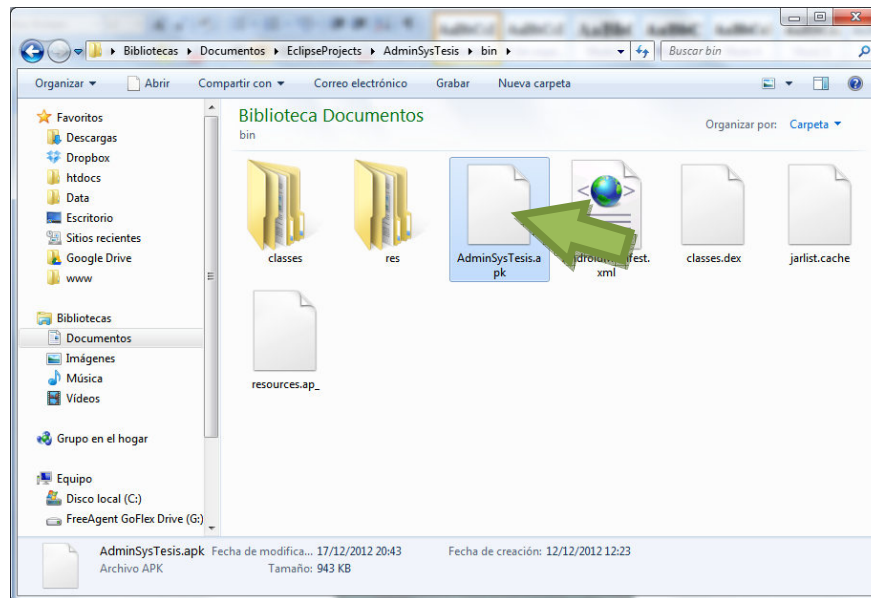 Bibliotecas Documentos EclipseProjects AdminSysTesis bin Buscar bin
Organizar Abrir Compartir con Correo electrónico Grabar Nueva carpeta
Favoritos
Descargas
Dropbox
htdocs
Data
Escritorio
Sitios recientes
Google Drive
www
Bibliotecas
Documentos
Imágenes
Música
Vídeos
Grupo en el hogar
Equipo
Disco local (C:)
FreeAgent GoFlex Drive (G:)
Biblioteca Documentos
bin
Organizar por: Carpeta
classes
res
AdminSysTesis.a
pk
xml
classes.dex
jarlist.cache
resources.ap_
AdminSysTesis.apk Fecha de modifica... 17/12/2012 20:43 Fecha de creación: 12/12/2012 12:23
Archivo APK Tamaño: 943 KB